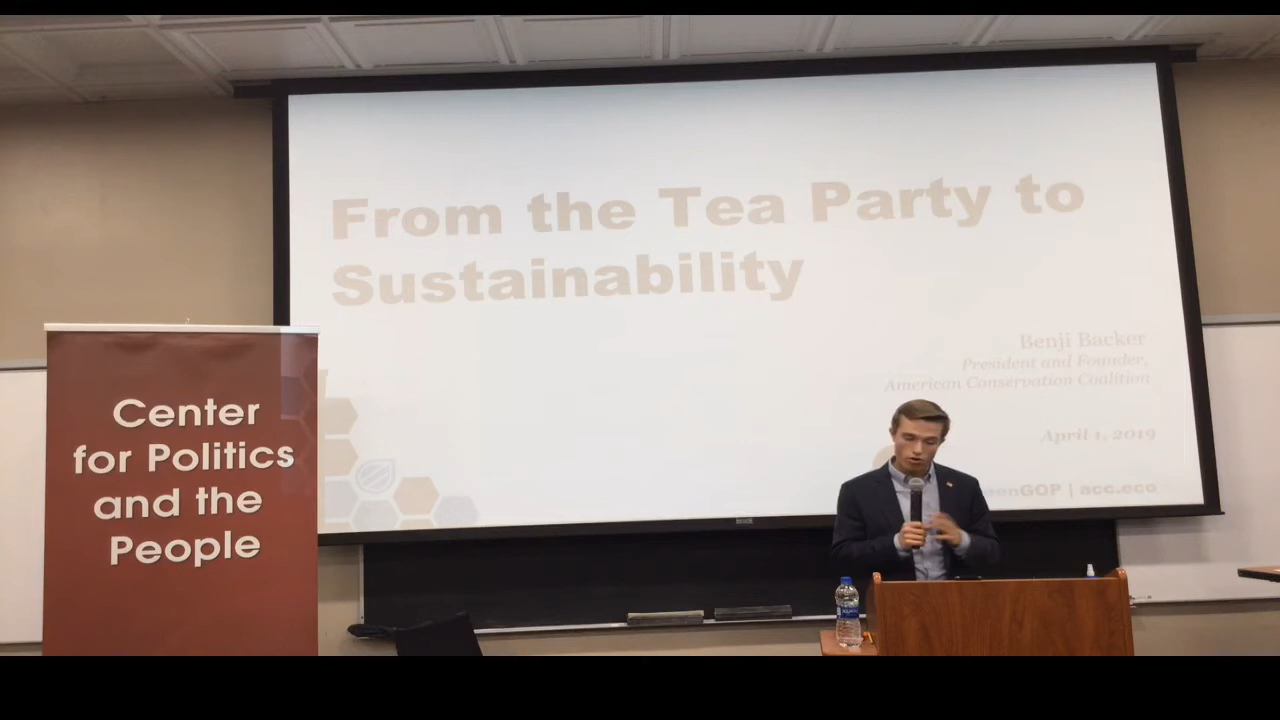 From the Tea Party to
Sustainability
Benji Backer
President and Founder,
American Conservation Coalition
April 1, 2019
enGOP | acc.eco
Center
for Politics
and the
People